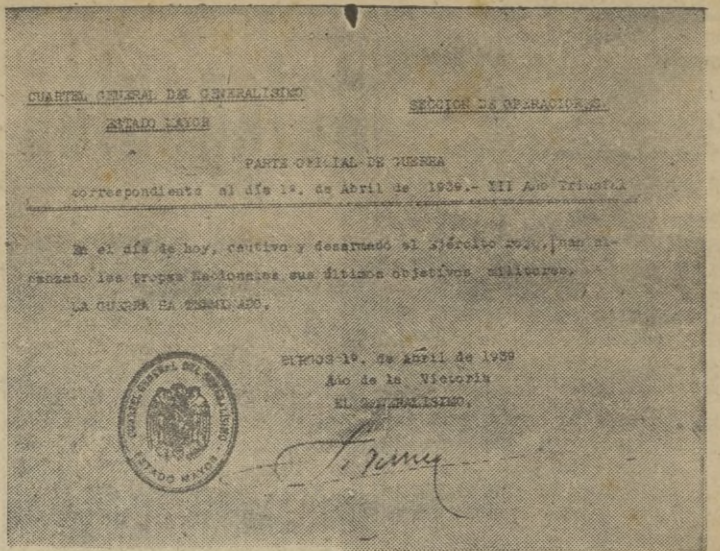 CUARTEL GENERAL DEL GENERALISIMO
ESTADO MAYOR
SECCION DE OPERACIONES.
PARTE OFICIAL DE GUERRA
correspondiente al día 1º. de Abril de 1939.- III Año Triunfal
En el día de hoy, cautivo y desarmado el Ejército rojo, han al-
canzado las tropas Nacionales sus últimos objetivos militares.
LA GUERRA HA TERMINADO.
BURGOS 1º. de Abril de 1939
Año de la Victoria
EL GENERALISIMO.
CUARTEL GENERAL DEL GENERALISIMO
ESTADO MAYOR